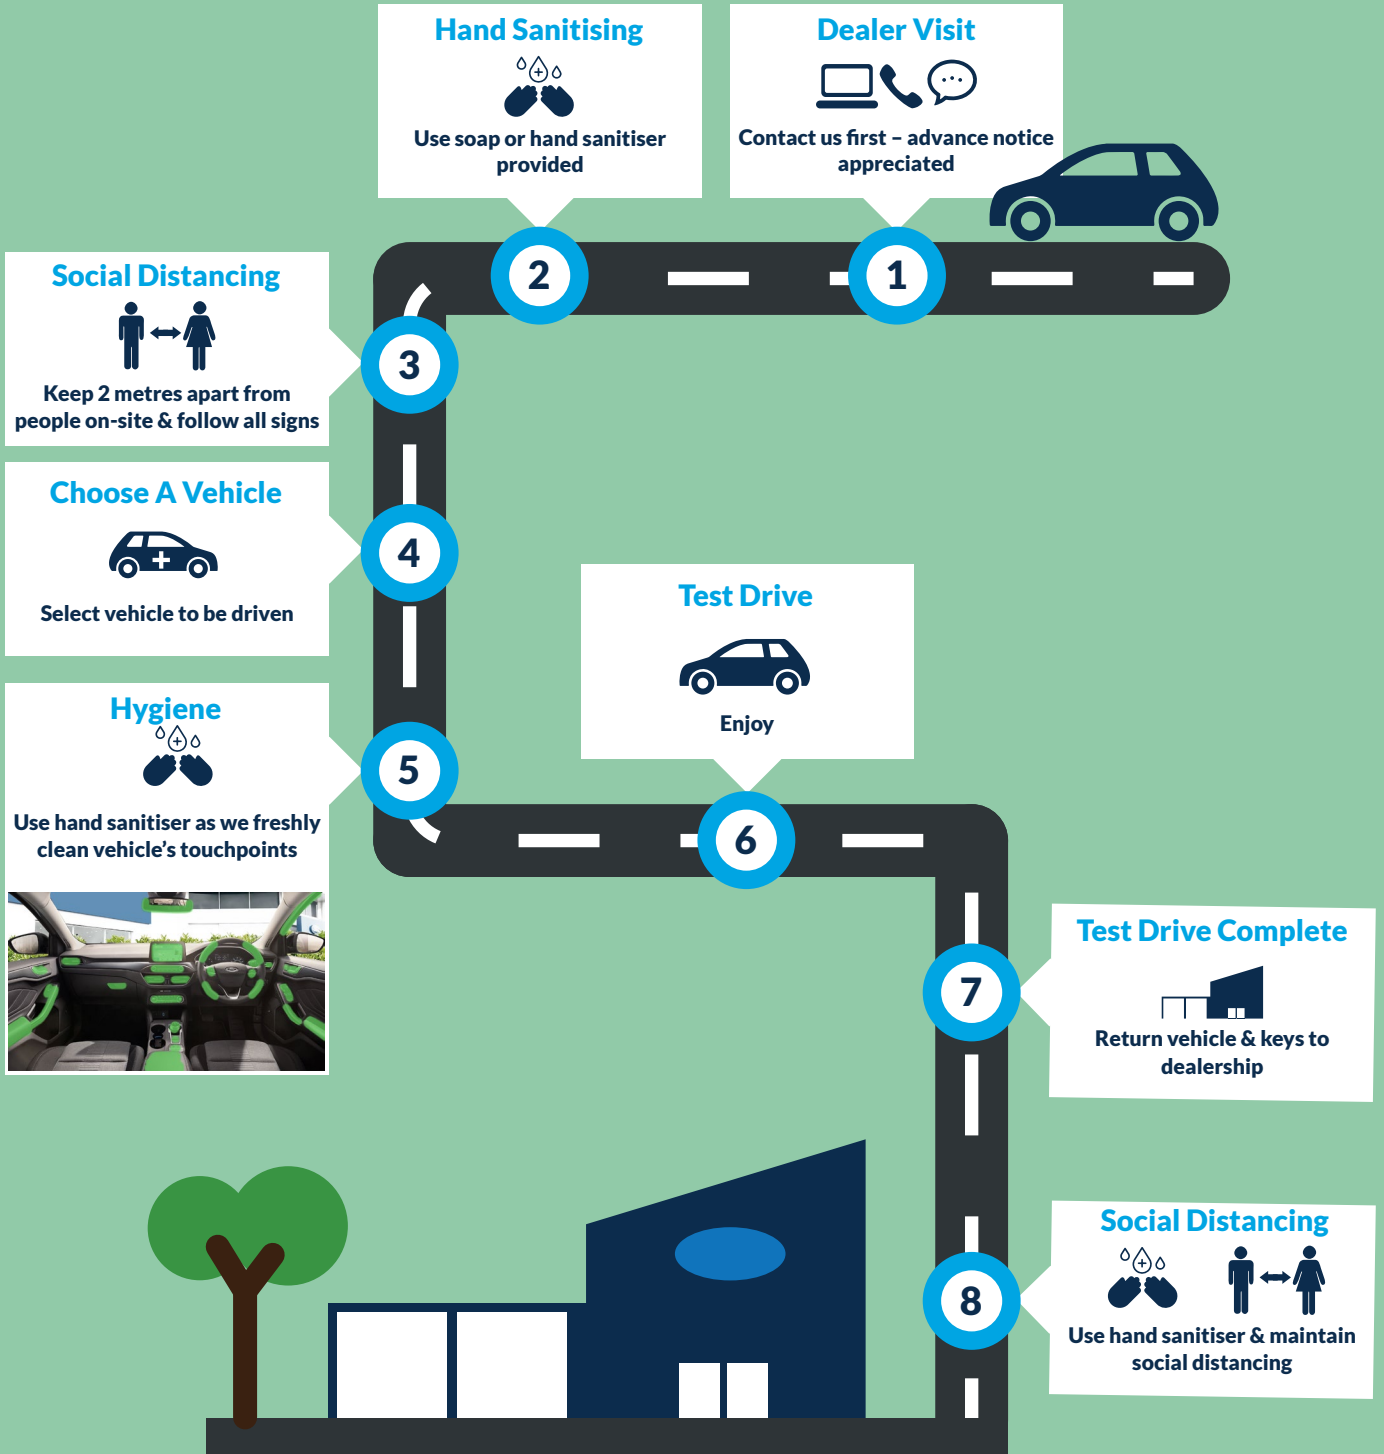 Dealer Visit
Contact us first – advance notice
appreciated
1
Hand Sanitising
Use soap or hand sanitiser
provided
2
Social Distancing
Keep 2 metres apart from
people on-site & follow all signs
3
Choose A Vehicle
Select vehicle to be driven
4
Hygiene
Use hand sanitiser as we freshly
clean vehicle's touchpoints
5
Test Drive
Enjoy
6
Test Drive Complete
Return vehicle & keys to
dealership
7
Social Distancing
Use hand sanitiser & maintain
social distancing
8